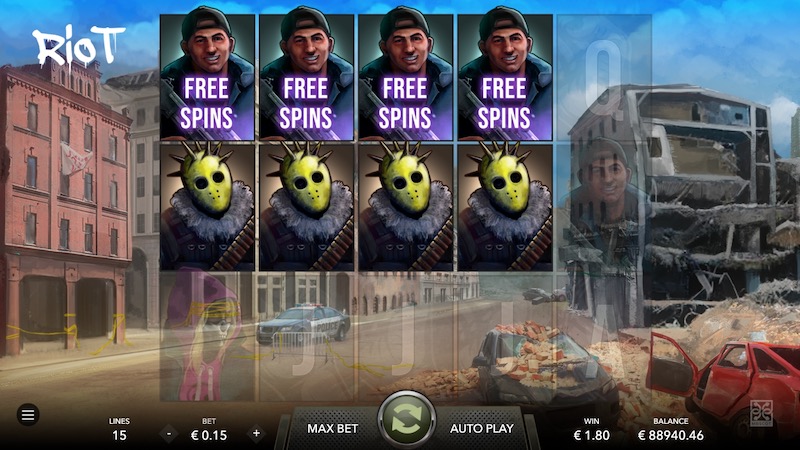 RiOT
FREE SPINS
FREE SPINS
FREE SPINS
FREE SPINS
Q
J
J
J
A
LINES
15
BET
- € 0.15 +
MAX BET
AUTO PLAY
WIN
€ 1.80
BALANCE
€ 88940.46